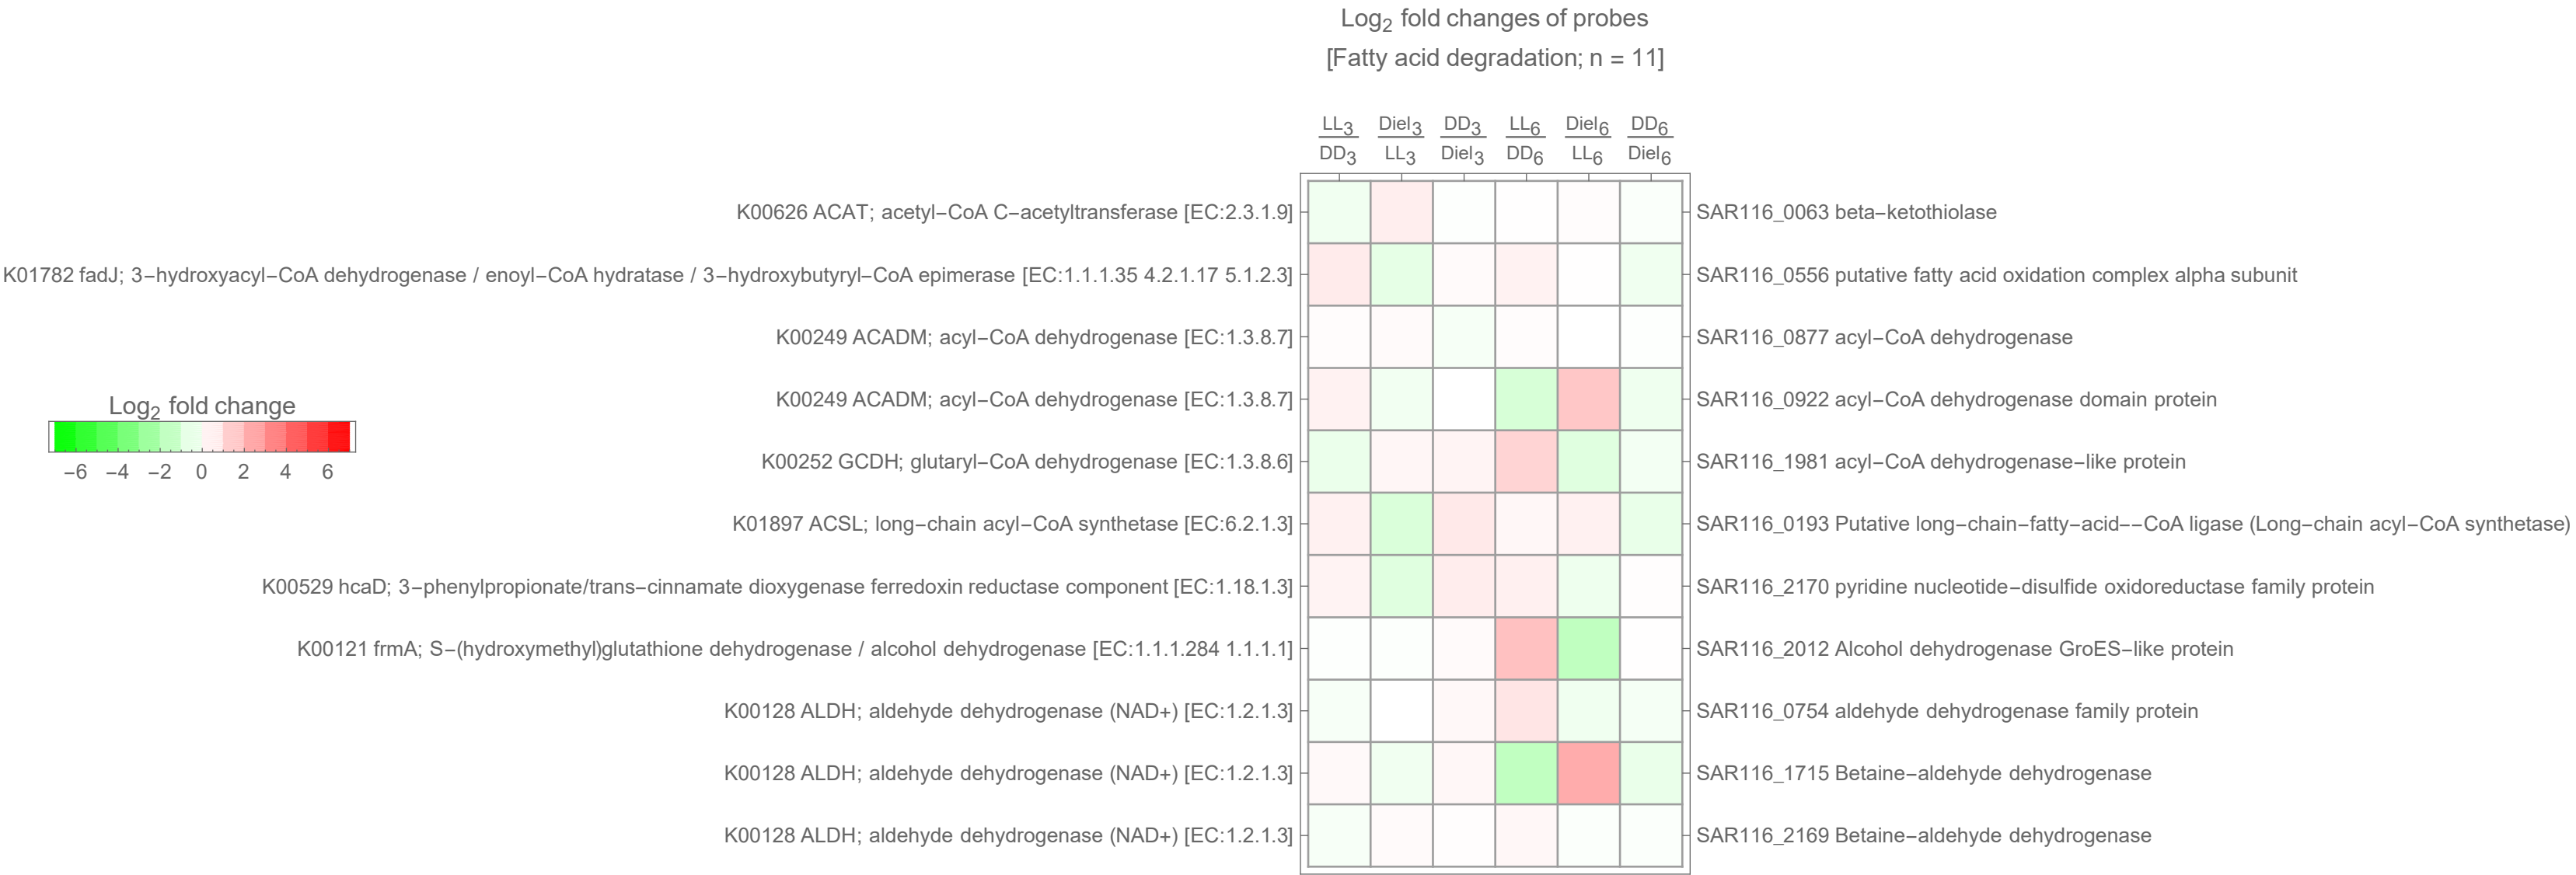 Log2 fold changes of probes
[Fatty acid degradation; n = 11]
LL3 Diel3 DD3 LL6 Diel6 DD6
DD3 LL3 Diel3 DD6 LL6 Diel6
K00626 ACAT; acetyl−CoA C−acetyltransferase [EC:2.3.1.9] SAR116_0063 beta−ketothiolase
K01782 fadJ; 3−hydroxyacyl−CoA dehydrogenase / enoyl−CoA hydratase / 3−hydroxybutyryl−CoA epimerase [EC:1.1.1.35 4.2.1.17 5.1.2.3] SAR116_0556 putative fatty acid oxidation complex alpha subunit
K00249 ACADM; acyl−CoA dehydrogenase [EC:1.3.8.7] SAR116_0877 acyl−CoA dehydrogenase
K00249 ACADM; acyl−CoA dehydrogenase [EC:1.3.8.7] SAR116_0922 acyl−CoA dehydrogenase domain protein
Log2 fold change
−6 −4 −2 0 2 4 6
K00252 GCDH; glutaryl−CoA dehydrogenase [EC:1.3.8.6] SAR116_1981 acyl−CoA dehydrogenase−like protein
K01897 ACSL; long−chain acyl−CoA synthetase [EC:6.2.1.3] SAR116_0193 Putative long−chain−fatty−acid−−CoA ligase (Long−chain acyl−CoA synthetase)
K00529 hcaD; 3−phenylpropionate/trans−cinnamate dioxygenase ferredoxin reductase component [EC:1.18.1.3] SAR116_2170 pyridine nucleotide−disulfide oxidoreductase family protein
K00121 frmA; S−(hydroxymethyl)glutathione dehydrogenase / alcohol dehydrogenase [EC:1.1.1.284 1.1.1.1] SAR116_2012 Alcohol dehydrogenase GroES−like protein
K00128 ALDH; aldehyde dehydrogenase (NAD+) [EC:1.2.1.3] SAR116_0754 aldehyde dehydrogenase family protein
K00128 ALDH; aldehyde dehydrogenase (NAD+) [EC:1.2.1.3] SAR116_1715 Betaine−aldehyde dehydrogenase
K00128 ALDH; aldehyde dehydrogenase (NAD+) [EC:1.2.1.3] SAR116_2169 Betaine−aldehyde dehydrogenase